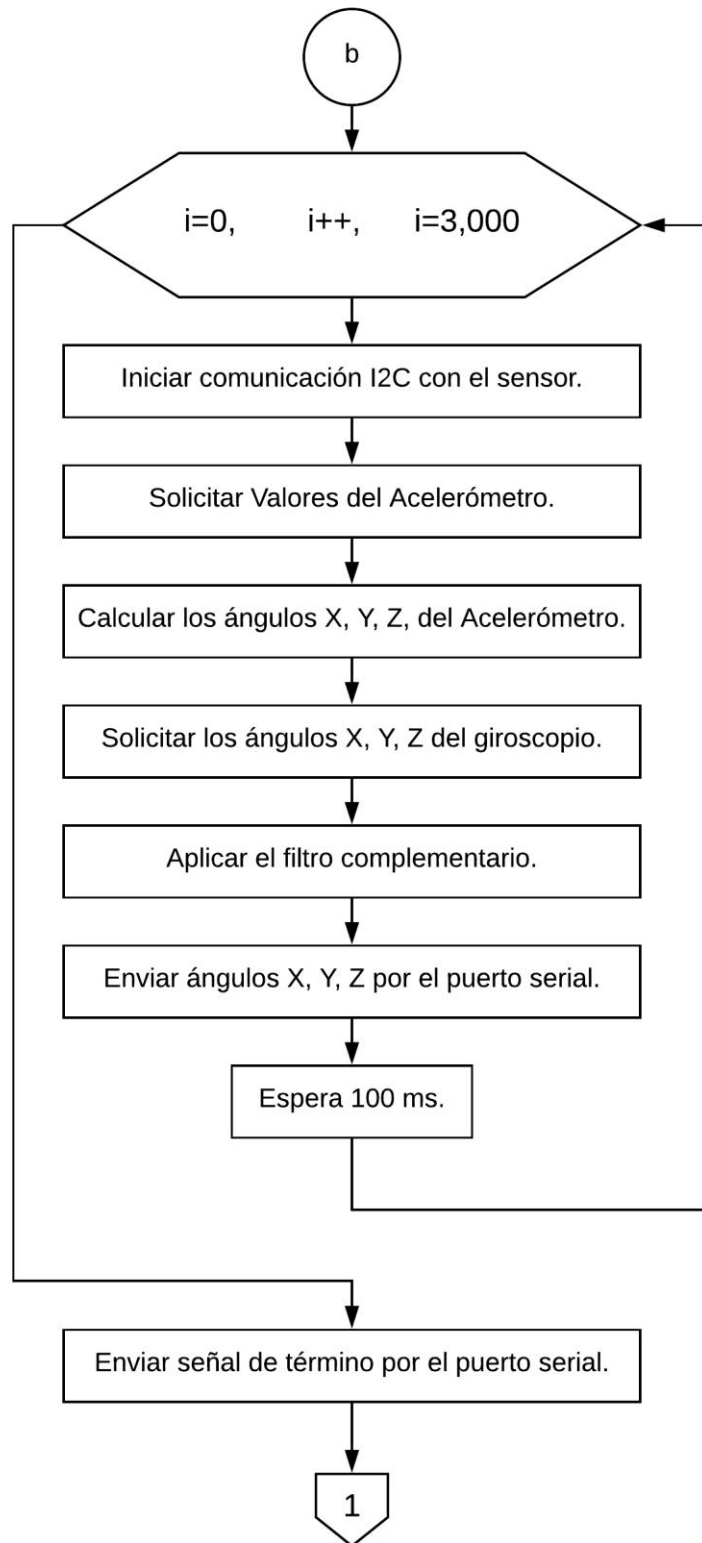 b
i=0, i++, i=3,000
Iniciar comunicación I2C con el sensor.
Solicitar Valores del Acelerómetro.
Calcular los ángulos X, Y, Z, del Acelerómetro.
Solicitar los ángulos X, Y, Z del giroscopio.
Aplicar el filtro complementario.
Enviar ángulos X, Y, Z por el puerto serial.
Espera 100 ms.
Enviar señal de término por el puerto serial.
1